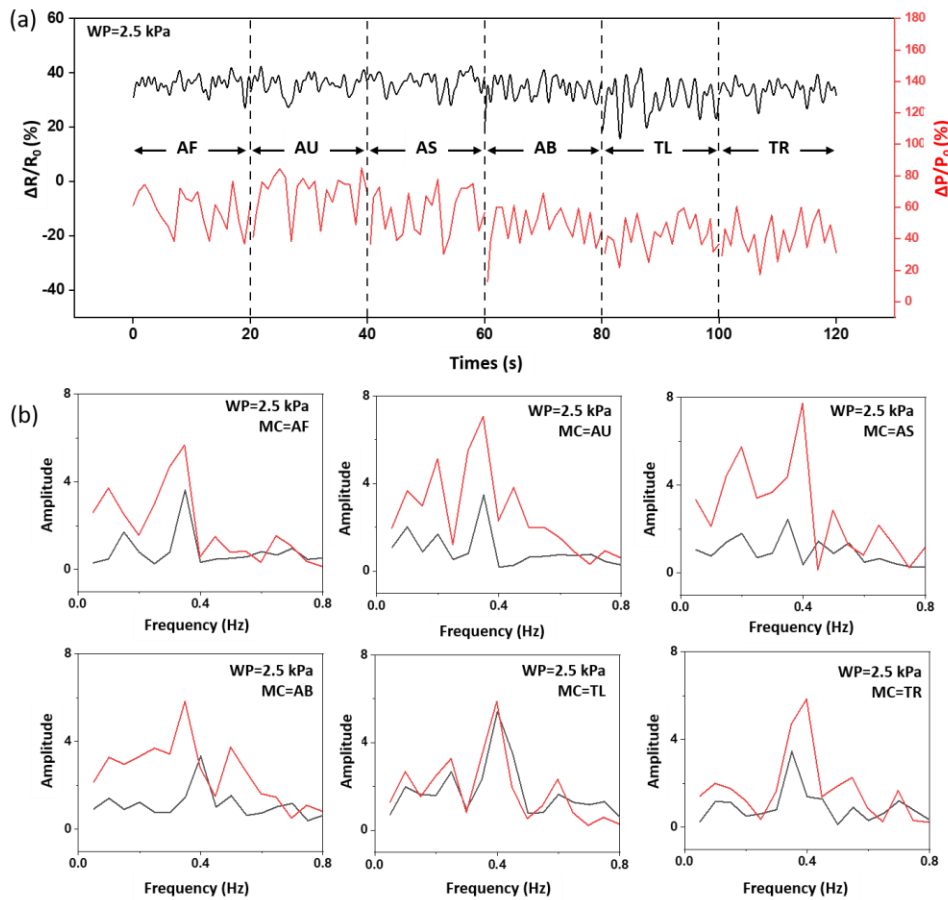 (a)
WP=2.5 kPa
60
40
20
0
-20
-40
ΔR/R₀ (%)
180
160
140
120
100
80
60
40
20
0
ΔP/P₀ (%)
AF AU AS AB TL TR
0 20 40 60 80 100 120
Times (s)
(b)
WP=2.5 kPa
MC=AF
8
4
0
Amplitude
0.0 0.4 0.8
Frequency (Hz)
WP=2.5 kPa
MC=AU
8
4
0
Amplitude
0.0 0.4 0.8
Frequency (Hz)
WP=2.5 kPa
MC=AS
8
4
0
Amplitude
0.0 0.4 0.8
Frequency (Hz)
WP=2.5 kPa
MC=AB
8
4
0
Amplitude
0.0 0.4 0.8
Frequency (Hz)
WP=2.5 kPa
MC=TL
8
4
0
Amplitude
0.0 0.4 0.8
Frequency (Hz)
WP=2.5 kPa
MC=TR
8
4
0
Amplitude
0.0 0.4 0.8
Frequency (Hz)